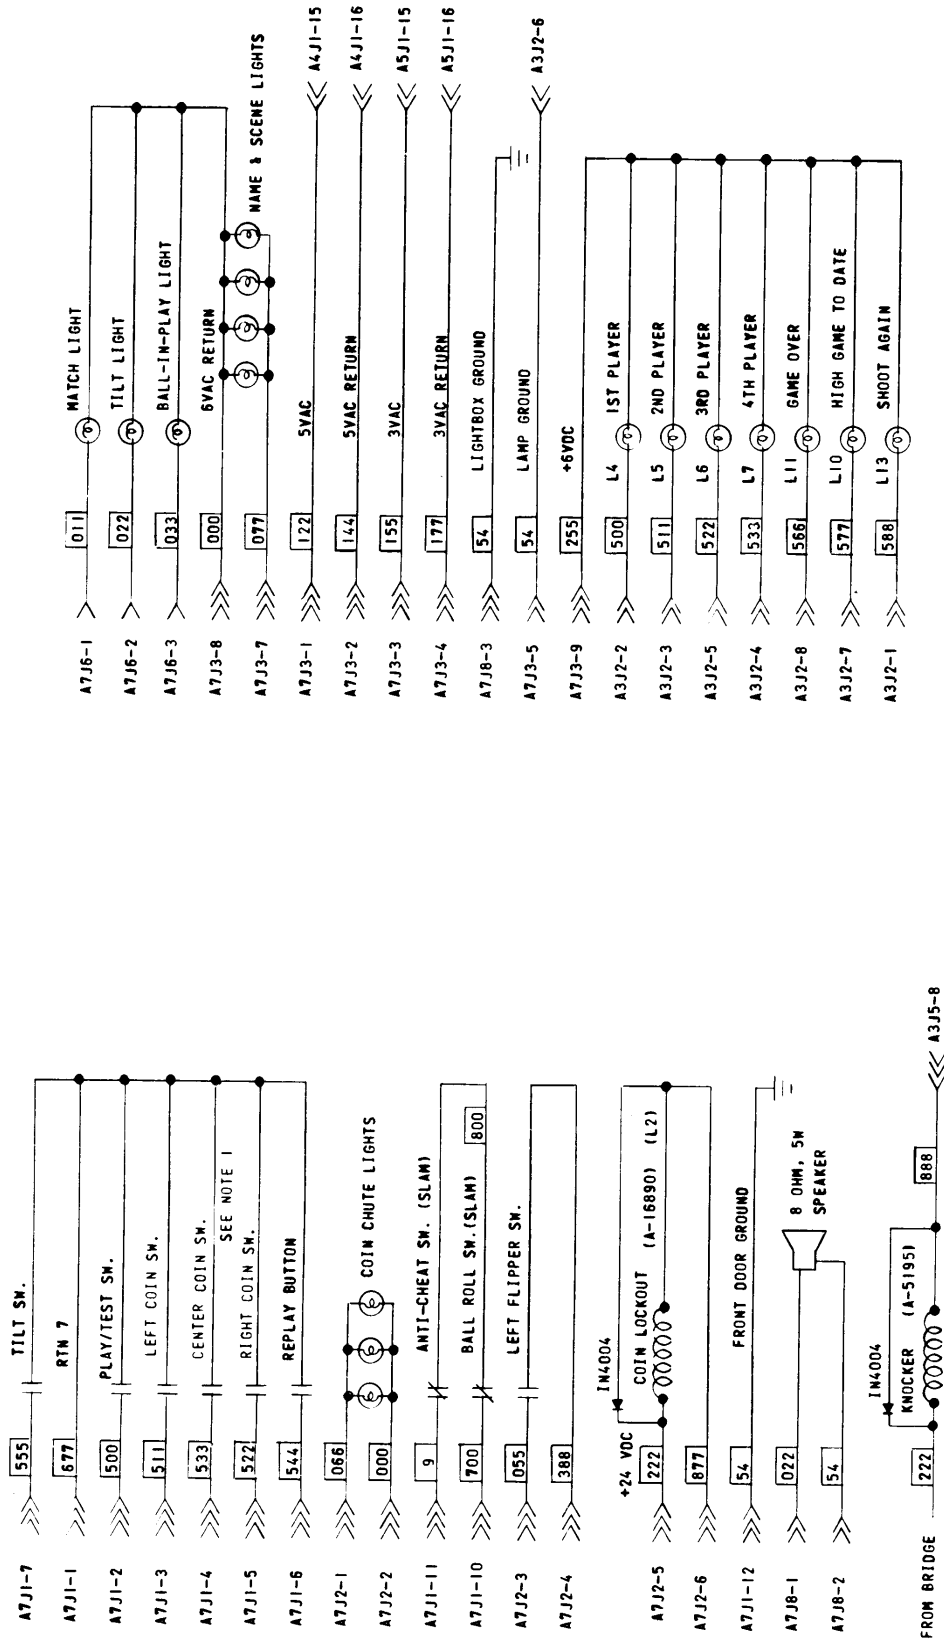 A7J1-7 555 TILT SW.
A7J1-1 677 RTN 7
A7J1-2 500 PLAY/TEST SW.
A7J1-3 511 LEFT COIN SW.
A7J1-4 533 CENTER COIN SW.
SEE NOTE 1
A7J1-5 522 RIGHT COIN SW.
A7J1-6 544 REPLAY BUTTON
A7J2-1 066
COIN CHUTE LIGHTS
A7J2-2 000
A7J1-11 9 ANTI-CHEAT SW. (SLAM)
A7J1-10 700 BALL ROLL SW.(SLAM) 800
A7J2-3 055 LEFT FLIPPER SW.
A7J2-4 388
IN4004
+24 VDC
COIN LOCKOUT (A-16890) (L2)
A7J2-5 222
A7J2-6 877
A7J1-12 54 FRONT DOOR GROUND
A7J8-1 022
8 OHM, 5W
SPEAKER
A7J8-2 54
IN4004
KNOCKER (A-5195)
FROM BRIDGE 222 888 A3J5-8
A7J6-1 011 MATCH LIGHT
A7J6-2 022 TILT LIGHT
A7J6-3 033 BALL-IN-PLAY LIGHT
A7J3-8 000 6VAC RETURN
NAME & SCENE LIGHTS
A7J3-7 077
A7J3-1 122 5VAC A4J1-15
A7J3-2 144 5VAC RETURN A4J1-16
A7J3-3 155 3VAC A5J1-15
A7J3-4 177 3VAC RETURN A5J1-16
A7J8-3 54 LIGHTBOX GROUND
A7J3-5 54 LAMP GROUND A3J2-6
A7J3-9 255 +6VDC
A3J2-2 500 L4 1ST PLAYER
A3J2-3 511 L5 2ND PLAYER
A3J2-5 522 L6 3RD PLAYER
A3J2-4 533 L7 4TH PLAYER
A3J2-8 566 L11 GAME OVER
A3J2-7 577 L10 HIGH GAME TO DATE
A3J2-1 588 L13 SHOOT AGAIN